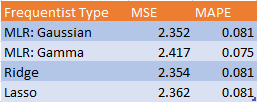 Frequentist Type MSE MAPE
MLR: Gaussian 2.352 0.081
MLR: Gamma 2.417 0.075
Ridge 2.354 0.081
Lasso 2.362 0.081